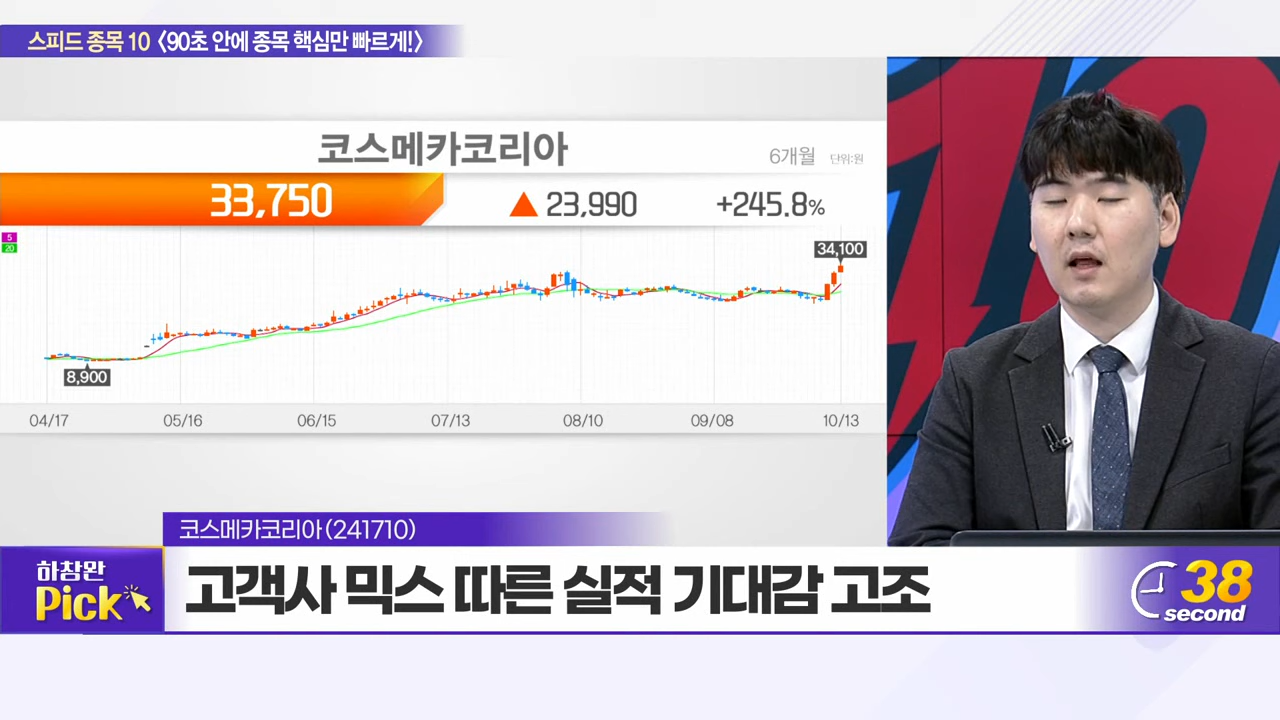 스피드 종목 10 <90초 안에 종목 핵심만 빠르게!>
코스메카코리아
6개월 단위:원
33,750 ▲ 23,990 +245.8%
5
20
34,100
8,900
04/17 05/16 06/15 07/13 08/10 09/08 10/13
코스메카코리아(241710)
하창완
Pick
고객사 믹스 따른 실적 기대감 고조
38
second